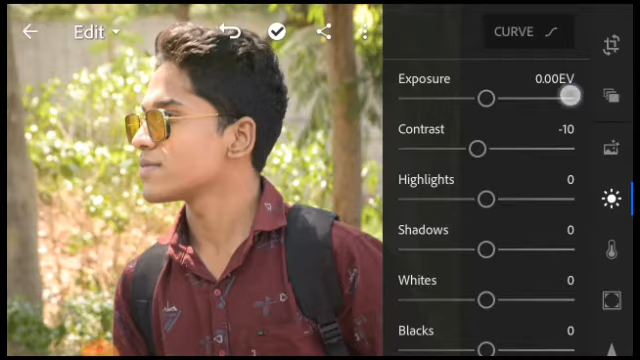 Edit
CURVE
Exposure 0.00EV
Contrast -10
Highlights 0
Shadows 0
Whites 0
Blacks 0